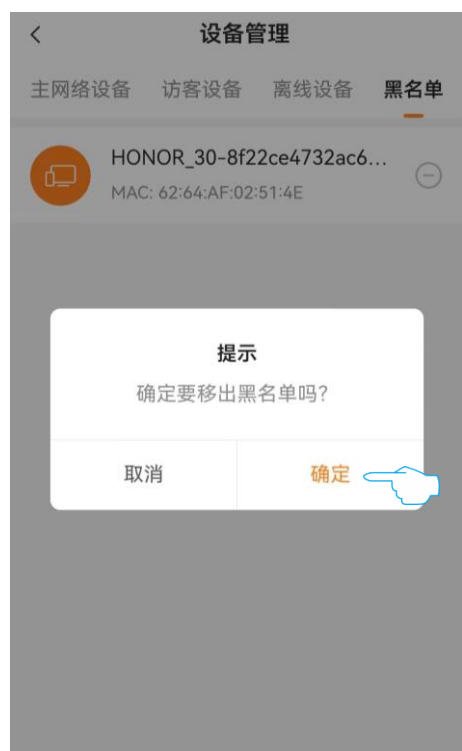 设备管理
主网络设备 访客设备 离线设备 黑名单
HONOR_30-8f22ce4732ac6...
MAC: 62:64:AF:02:51:4E
提示
确定要移出黑名单吗?
取消 确定